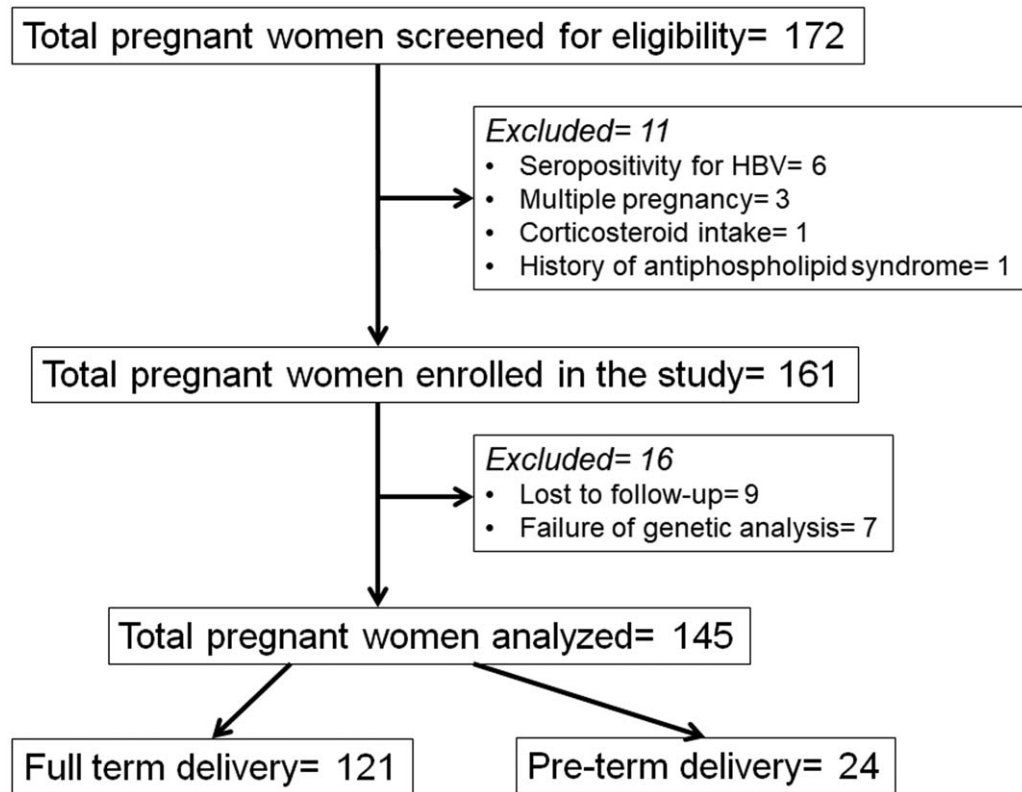 Total pregnant women screened for eligibility= 172
Excluded= 11
• Seropositivity for HBV= 6
• Multiple pregnancy= 3
• Corticosteroid intake= 1
• History of antiphospholipid syndrome= 1
Total pregnant women enrolled in the study= 161
Excluded= 16
• Lost to follow-up= 9
• Failure of genetic analysis= 7
Total pregnant women analyzed= 145
Full term delivery= 121
Pre-term delivery= 24